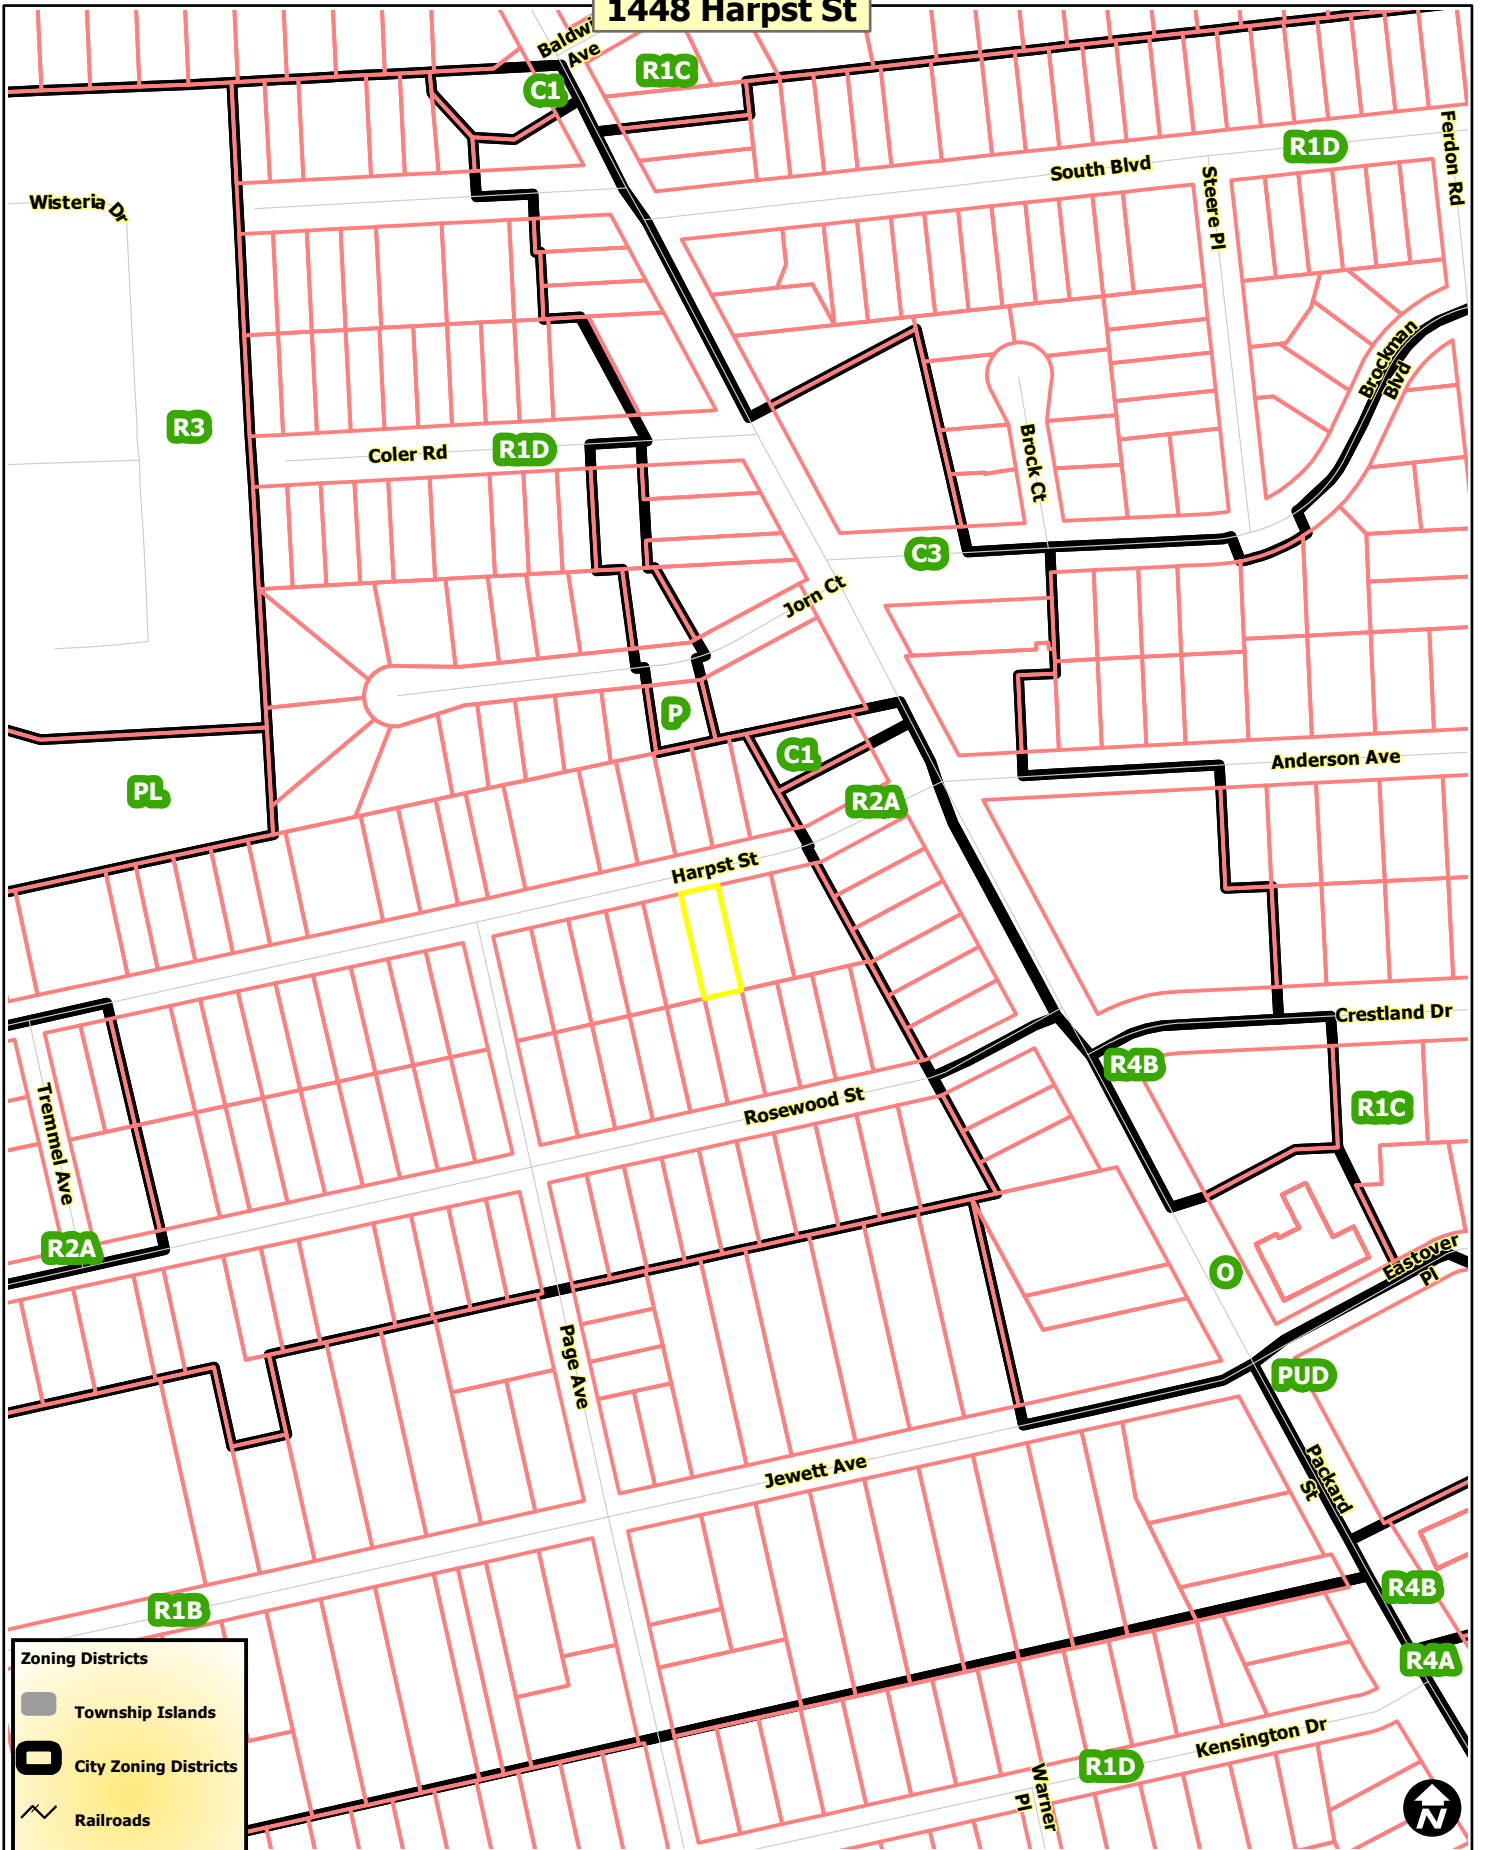 1448 Harpst St
Baldwi
Ave
R1C
C1
R1D
Ferdon Rd
South Blvd
Steere Pl
Wisteria Dr
Brockman
Blvd
R3
Coler Rd
R1D
Brock Ct
C3
Jorn Ct
P
C1
Anderson Ave
PL
R2A
Harpst St
Crestland Dr
R4B
R1C
Rosewood St
Tremmel Ave
R2A
Eastover
Pl
O
Page Ave
PUD
Jewett Ave
Packard
St
R1B
R4B
R4A
Kensington Dr
R1D
Warner
Pl
Zoning Districts
Township Islands
City Zoning Districts
Railroads
N